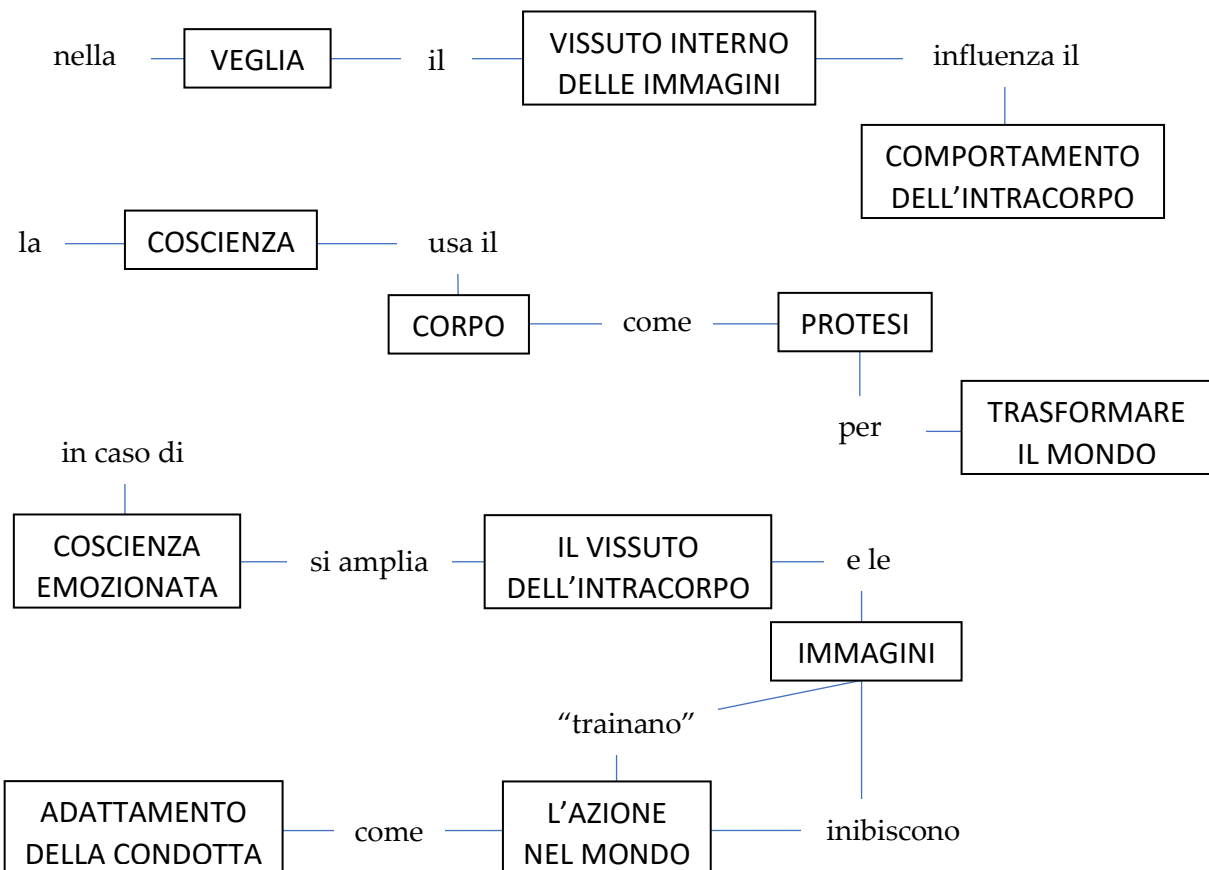 nella
VEGLIA
il
VISSUTO INTERNO
DELLE IMMAGINI
influenza il
COMPORTAMENTO
DELL’INTRACORPO
la
COSCIENZA
usa il
CORPO
come
PROTESI
per
TRASFORMARE
IL MONDO
in caso di
COSCIENZA
EMOZIONATA
si amplia
IL VISSUTO
DELL’INTRACORPO
e le
IMMAGINI
“trainano”
inibiscono
L’AZIONE
NEL MONDO
come
ADATTAMENTO
DELLA CONDOTTA